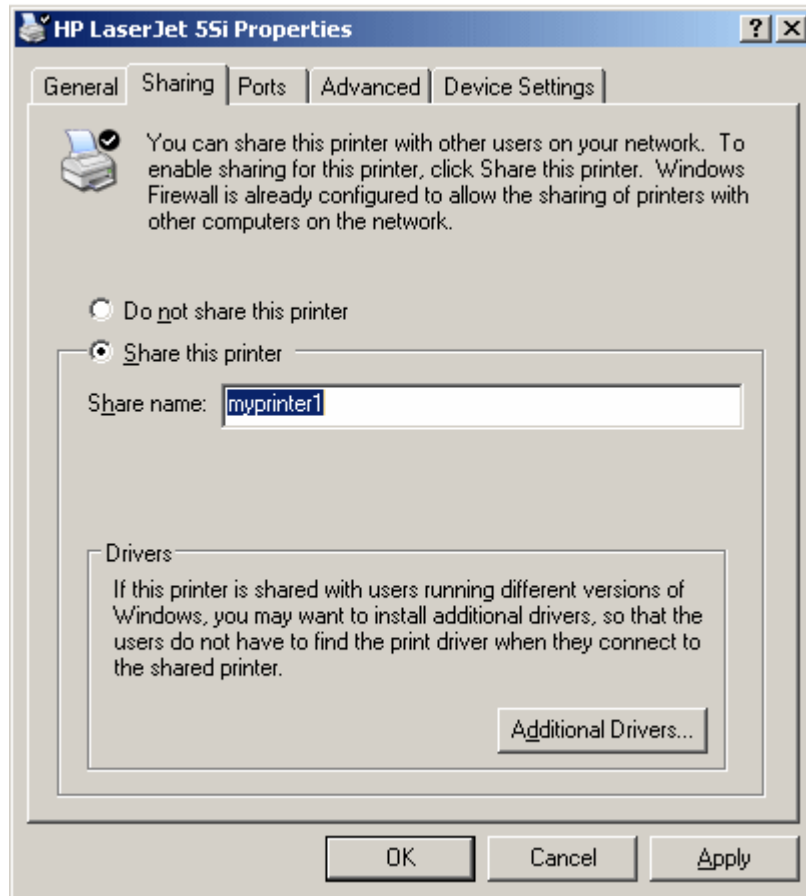 HP LaserJet 5Si Properties
General Sharing Ports Advanced Device Settings
You can share this printer with other users on your network. To
enable sharing for this printer, click Share this printer. Windows
Firewall is already configured to allow the sharing of printers with
other computers on the network.
Do not share this printer
Share this printer
Share name: myprinter1
Drivers
If this printer is shared with users running different versions of
Windows, you may want to install additional drivers, so that the
users do not have to find the print driver when they connect to
the shared printer.
Additional Drivers...
OK Cancel Apply